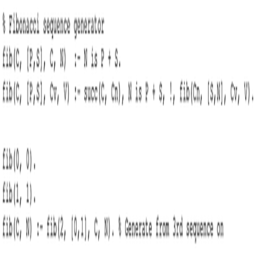 % Fibonacci sequence generator
fib(C, [P,S], C, N)  :- N is P + S.
fib(C, [P,S], Cv, V) :- succ(C, Cn), N is P + S, !, fib(Cn, [S,N], Cv, V).
fib(0, 0).
fib(1, 1).
fib(C, N) :- fib(2, [0,1], C, N). % Generate from 3rd sequence on